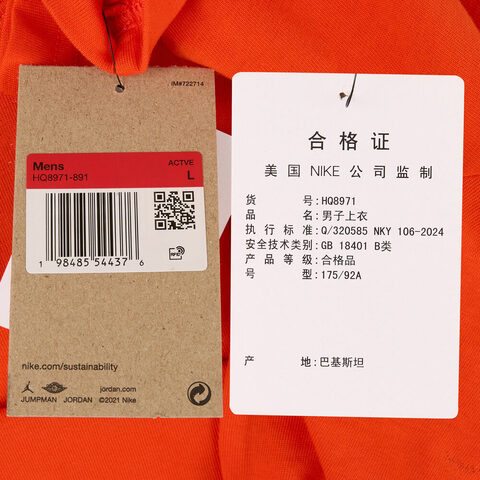 IM#722714
Mens
HQ8971-891
ACTVE
L
1 98485 54437 6
RFID
nike.com/sustainability
JUMPMAN JORDAN
jordan.com
©2021 Nike
合格证
美国 NIKE 公司监制
货号:HQ8971
品名:男子上衣
执行标准:Q/320585 NKY 106-2024
安全技术类别:GB 18401 B类
产品等级:合格品
号型:175/92A
产地:巴基斯坦